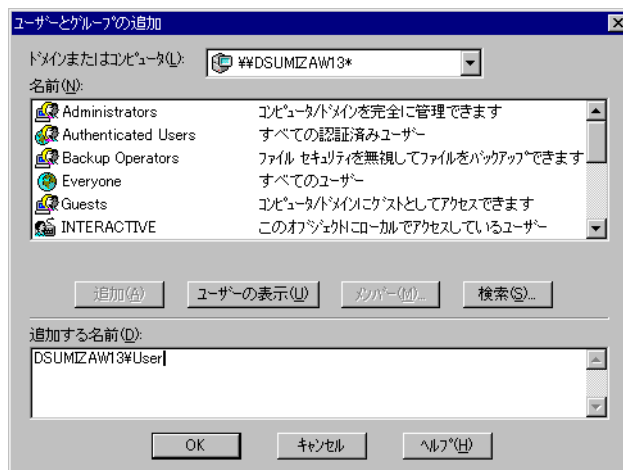 ユーザーとグループの追加
ドメインまたはコンピュータ(L): ¥¥DSUMIZAW13*
名前(N):
Administrators コンピュータ/ドメインを完全に管理できます
Authenticated Users すべての認証済みユーザー
Backup Operators ファイル セキュリティを無視してファイルをバックアップできます
Everyone すべてのユーザー
Guests コンピュータ/ドメインにゲストとしてアクセスできます
INTERACTIVE このオブジェクトにローカルでアクセスしているユーザー
追加(A) ユーザーの表示(U) メンバー(M)... 検索(S)...
追加する名前(D):
DSUMIZAW13¥User
OK キャンセル ヘルプ(H)